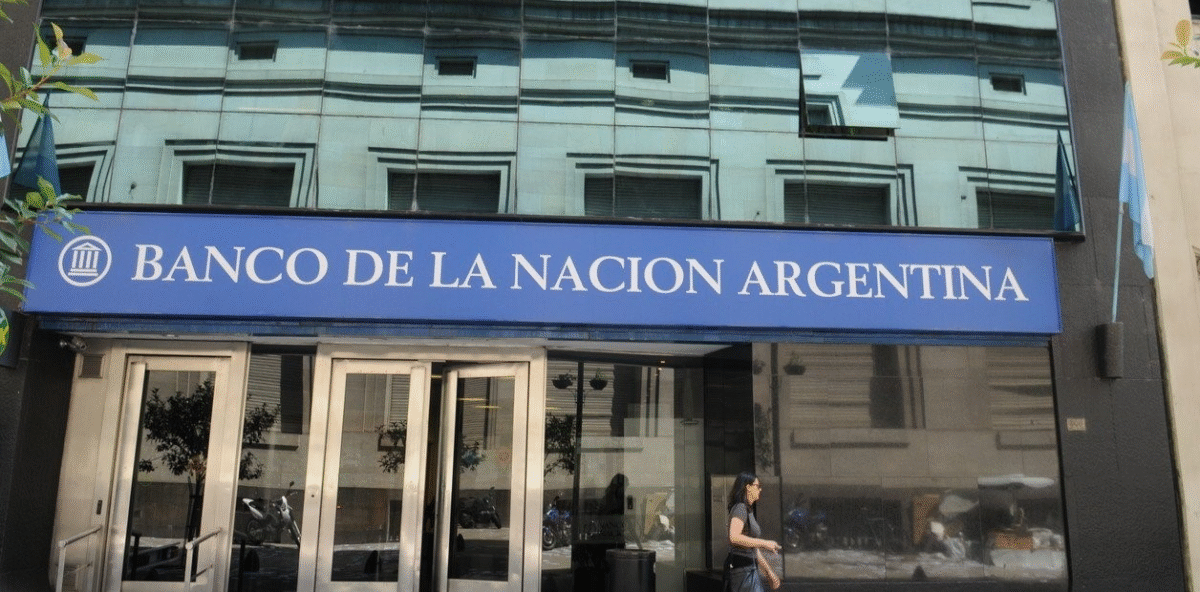 BANCO DE LA NACION ARGENTINA